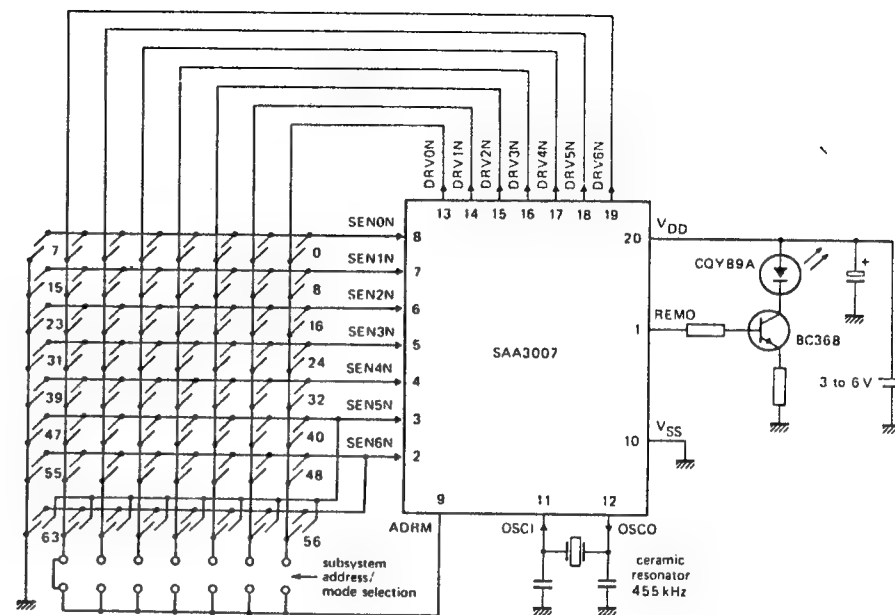 DRV0N
DRV1N
DRV2N
DRV3N
DRV4N
DRV5N
DRV6N
13 14 15 16 17 18 19
SEN0N
8
7
0
SEN1N
7
15
8
SEN2N
6
23
16
SEN3N
5
31
24
SEN4N
4
39
32
SEN5N
3
47
40
SEN6N
2
55
48
63
56
SAA3007
20
VDD
CQY89A
+
REMO
1
BC368
3 to 6 V
10
VSS
9
ADRM
11
12
OSCI
OSCO
subsystem
address/
mode selection
ceramic
resonator
455 kHz